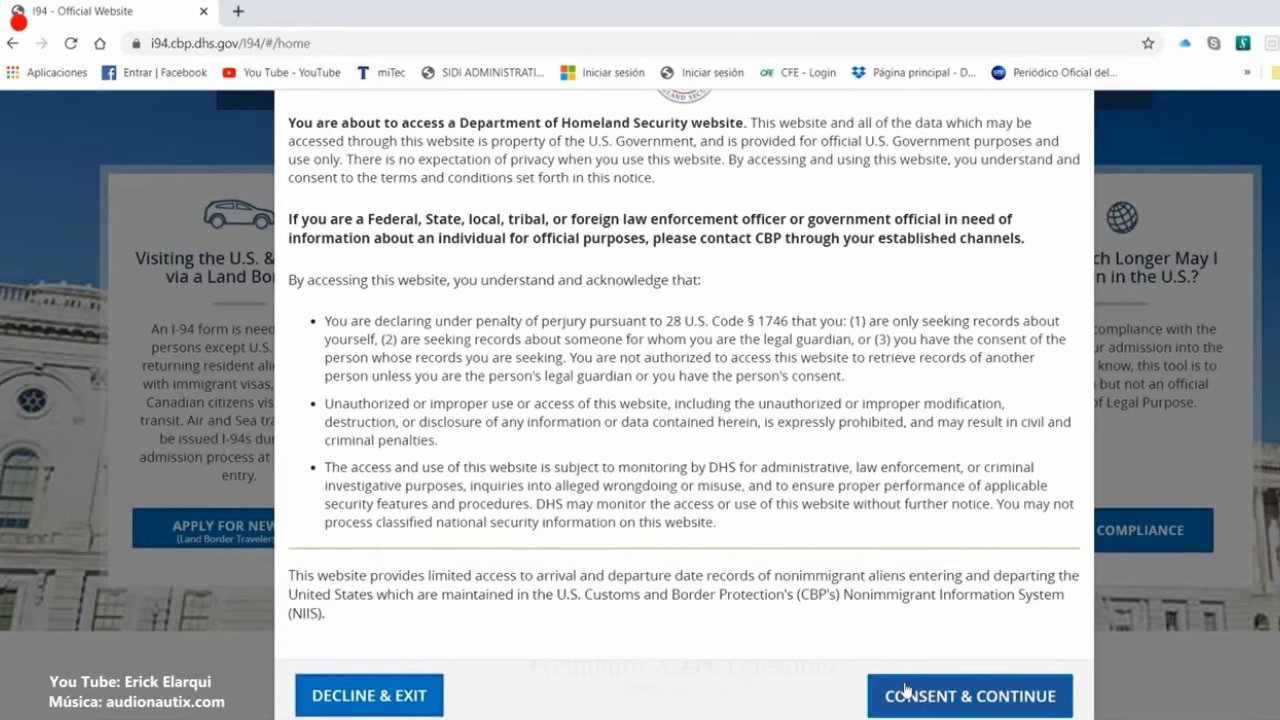 I94 - Official Website
i94.cbp.dhs.gov/I94/#/home
Aplicaciones Entrar | Facebook You Tube - YouTube miTec SIDI ADMINISTRATI... Iniciar sesión Iniciar sesión CFE - Login Página principal - D... Periódico Oficial del... »
You are about to access a Department of Homeland Security website. This website and all of the data which may be
accessed through this website is property of the U.S. Government, and is provided for official U.S. Government purposes and
use only. There is no expectation of privacy when you use this website. By accessing and using this website, you understand and
consent to the terms and conditions set forth in this notice.
If you are a Federal, State, local, tribal, or foreign law enforcement officer or government official in need of
information about an individual for official purposes, please contact CBP through your established channels.
By accessing this website, you understand and acknowledge that:
• You are declaring under penalty of perjury pursuant to 28 U.S. Code § 1746 that you: (1) are only seeking records about
yourself, (2) are seeking records about someone for whom you are the legal guardian, or (3) you have the consent of the
person whose records you are seeking. You are not authorized to access this website to retrieve records of another
person unless you are the person's legal guardian or you have the person's consent.
• Unauthorized or improper use or access of this website, including the unauthorized or improper modification,
destruction, or disclosure of any information or data contained herein, is expressly prohibited, and may result in civil and
criminal penalties.
• The access and use of this website is subject to monitoring by DHS for administrative, law enforcement, or criminal
investigative purposes, inquiries into alleged wrongdoing or misuse, and to ensure proper performance of applicable
security features and procedures. DHS may monitor the access or use of this website without further notice. You may not
process classified national security information on this website.
This website provides limited access to arrival and departure date records of nonimmigrant aliens entering and departing the
United States which are maintained in the U.S. Customs and Border Protection's (CBP's) Nonimmigrant Information System
(NIIS).
DECLINE & EXIT
CONSENT & CONTINUE
Visiting the U.S. &
via a Land Bor
An I-94 form is need
persons except U.S.
returning resident ali
with immigrant visas,
Canadian citizens vis
transit. Air and Sea tra
be issued I-94s du
admission process at
entry.
APPLY FOR NEW
(Land Border Travelers
ch Longer May I
n in the U.S.?
compliance with the
ur admission into the
know, this tool is to
but not an official
of Legal Purpose.
COMPLIANCE
You Tube: Erick Elarqui
Música: audionautix.com